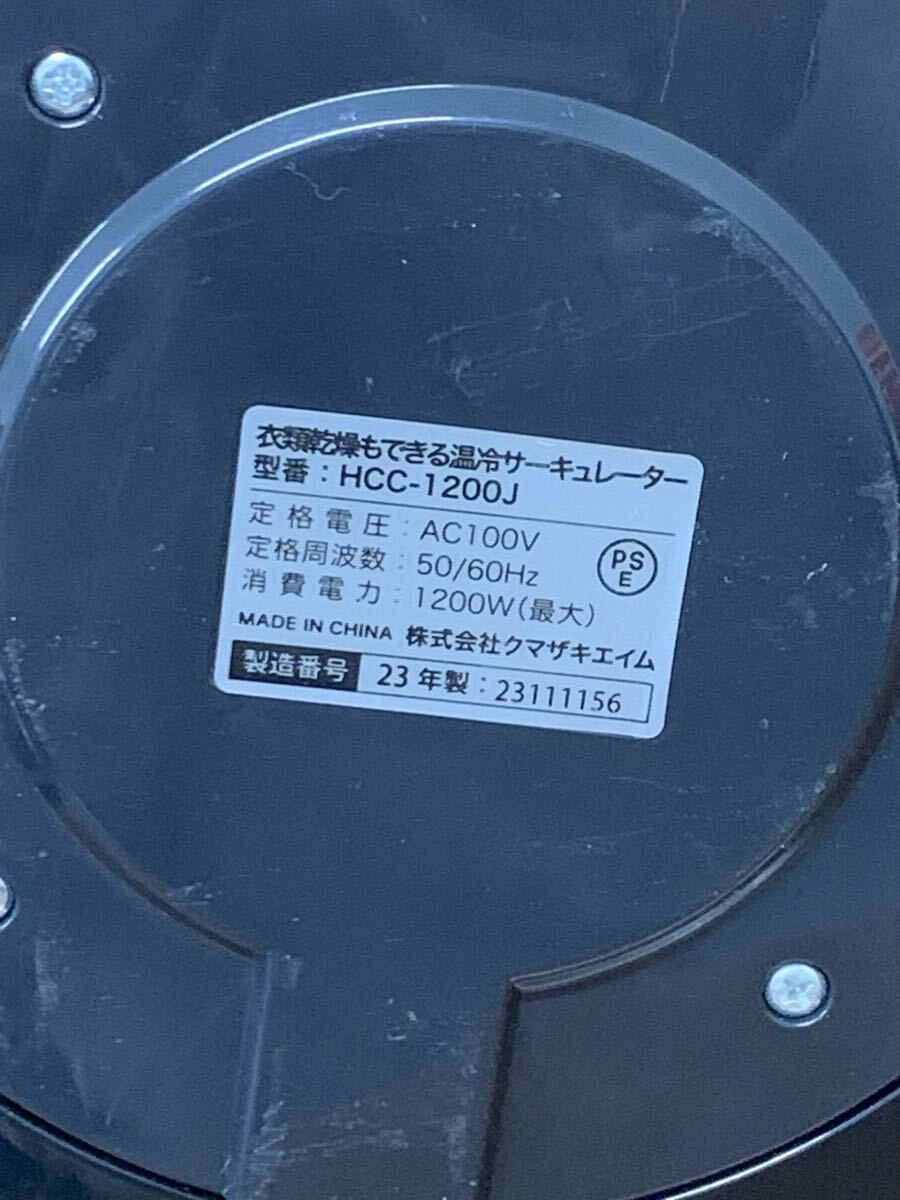 衣類乾燥もできる温冷サーキュレーター
型番：HCC-1200J
定格電圧：AC100V
定格周波数：50/60Hz
消費電力：1200W（最大）
PS
E
MADE IN CHINA 株式会社クマザキエイム
製造番号 23年製：23111156